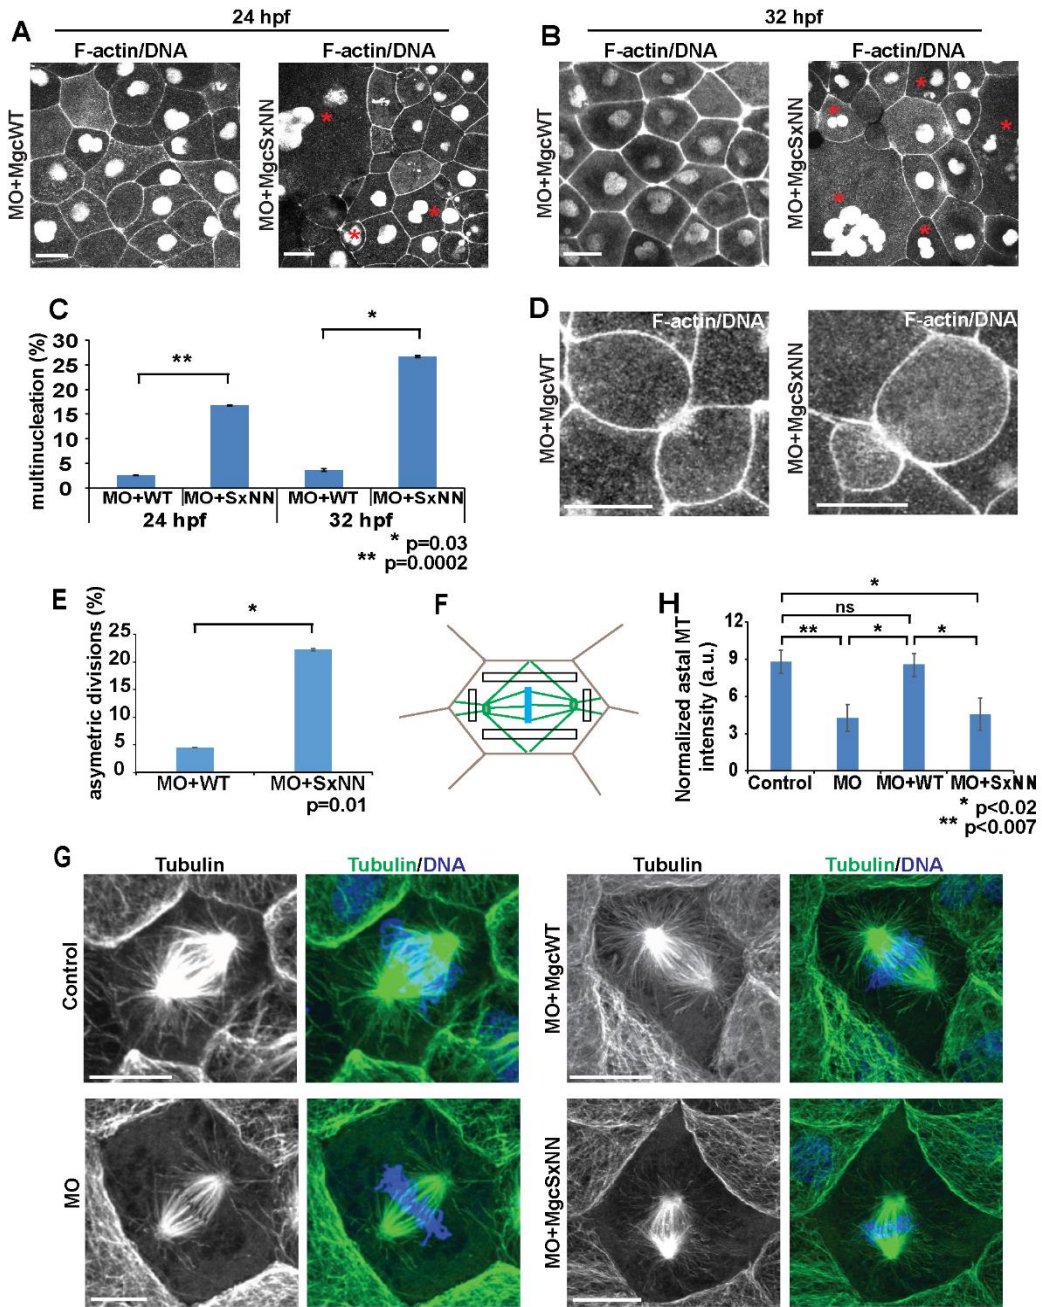 24 hpf
32 hpf
A
F-actin/DNA
F-actin/DNA
B
F-actin/DNA
F-actin/DNA
MO+MgcWT
MO+MgcSxNN
*
*
*
MO+MgcWT
MO+MgcSxNN
*
*
*
*
*
C
multinucleation (%)
30
25
20
15
10
5
0
**
*
MO+WT
MO+SxNN
MO+WT
MO+SxNN
24 hpf
32 hpf
* p=0.03
** p=0.0002
D
MO+MgcWT
F-actin/DNA
MO+MgcSxNN
F-actin/DNA
E
asymetric divisions (%)
25
20
15
10
5
0
*
MO+WT
MO+SxNN
p=0.01
F
H
Normalized astal MT
intensity (a.u.)
12
9
6
3
0
*
ns
**
*
*
Control
MO
MO+WT
MO+SxNN
* p<0.02
** p<0.007
G
Tubulin
Tubulin/DNA
Tubulin
Tubulin/DNA
Control
MO+MgcWT
MO
MO+MgcSxNN